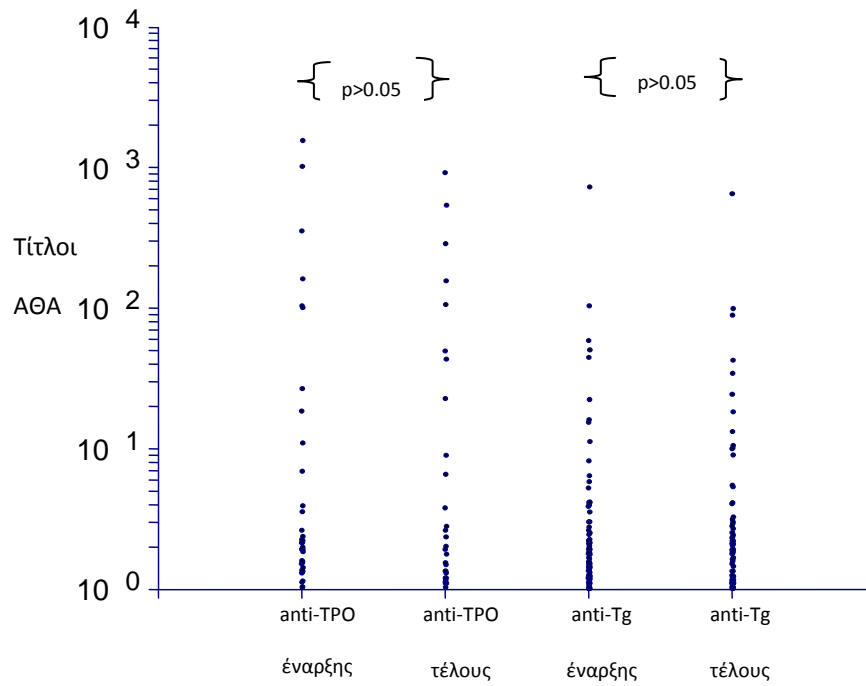 10 4
p>0.05 p>0.05
10 3
Τίτλοι
ΑΘΑ
10 2
10 1
10 0
anti-TPO anti-TPO anti-Tg anti-Tg
έναρξης τέλους έναρξης τέλους